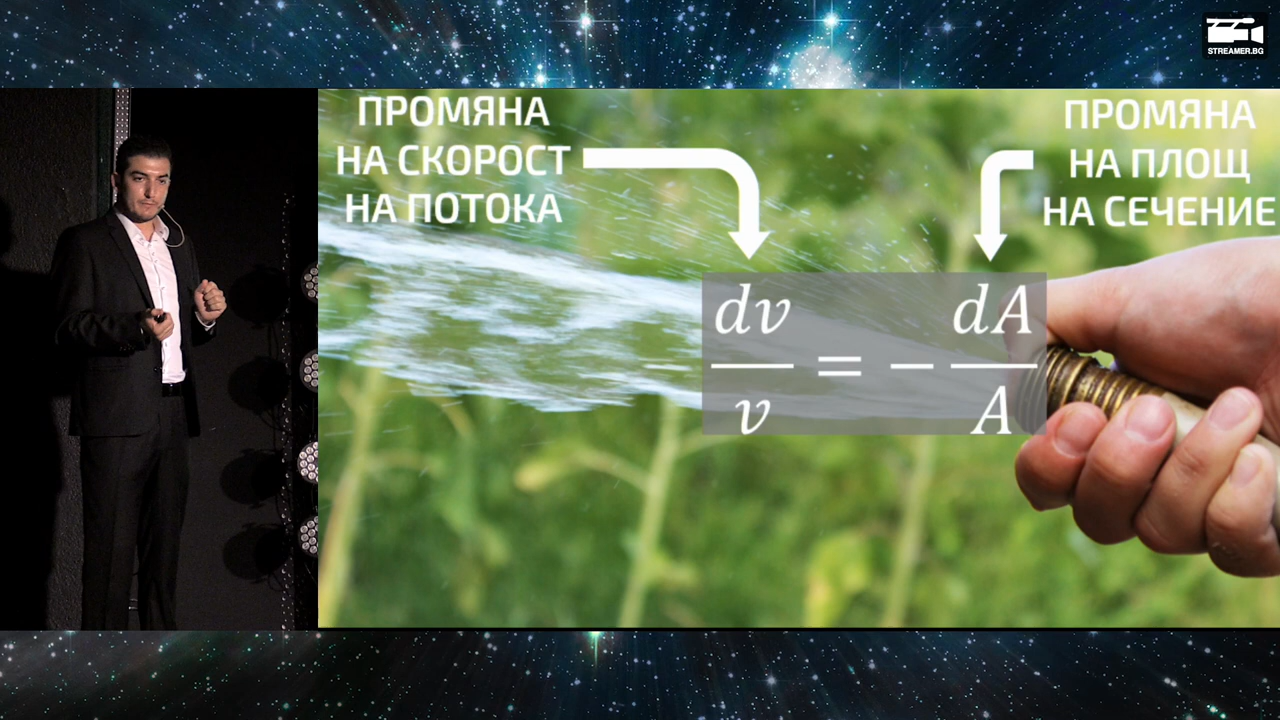 STREAMER.BG
ПРОМЯНА
НА СКОРОСТ
НА ПОТОКА
ПРОМЯНА
НА ПЛОЩ
НА СЕЧЕНИЕ
dv/v = − dA/A